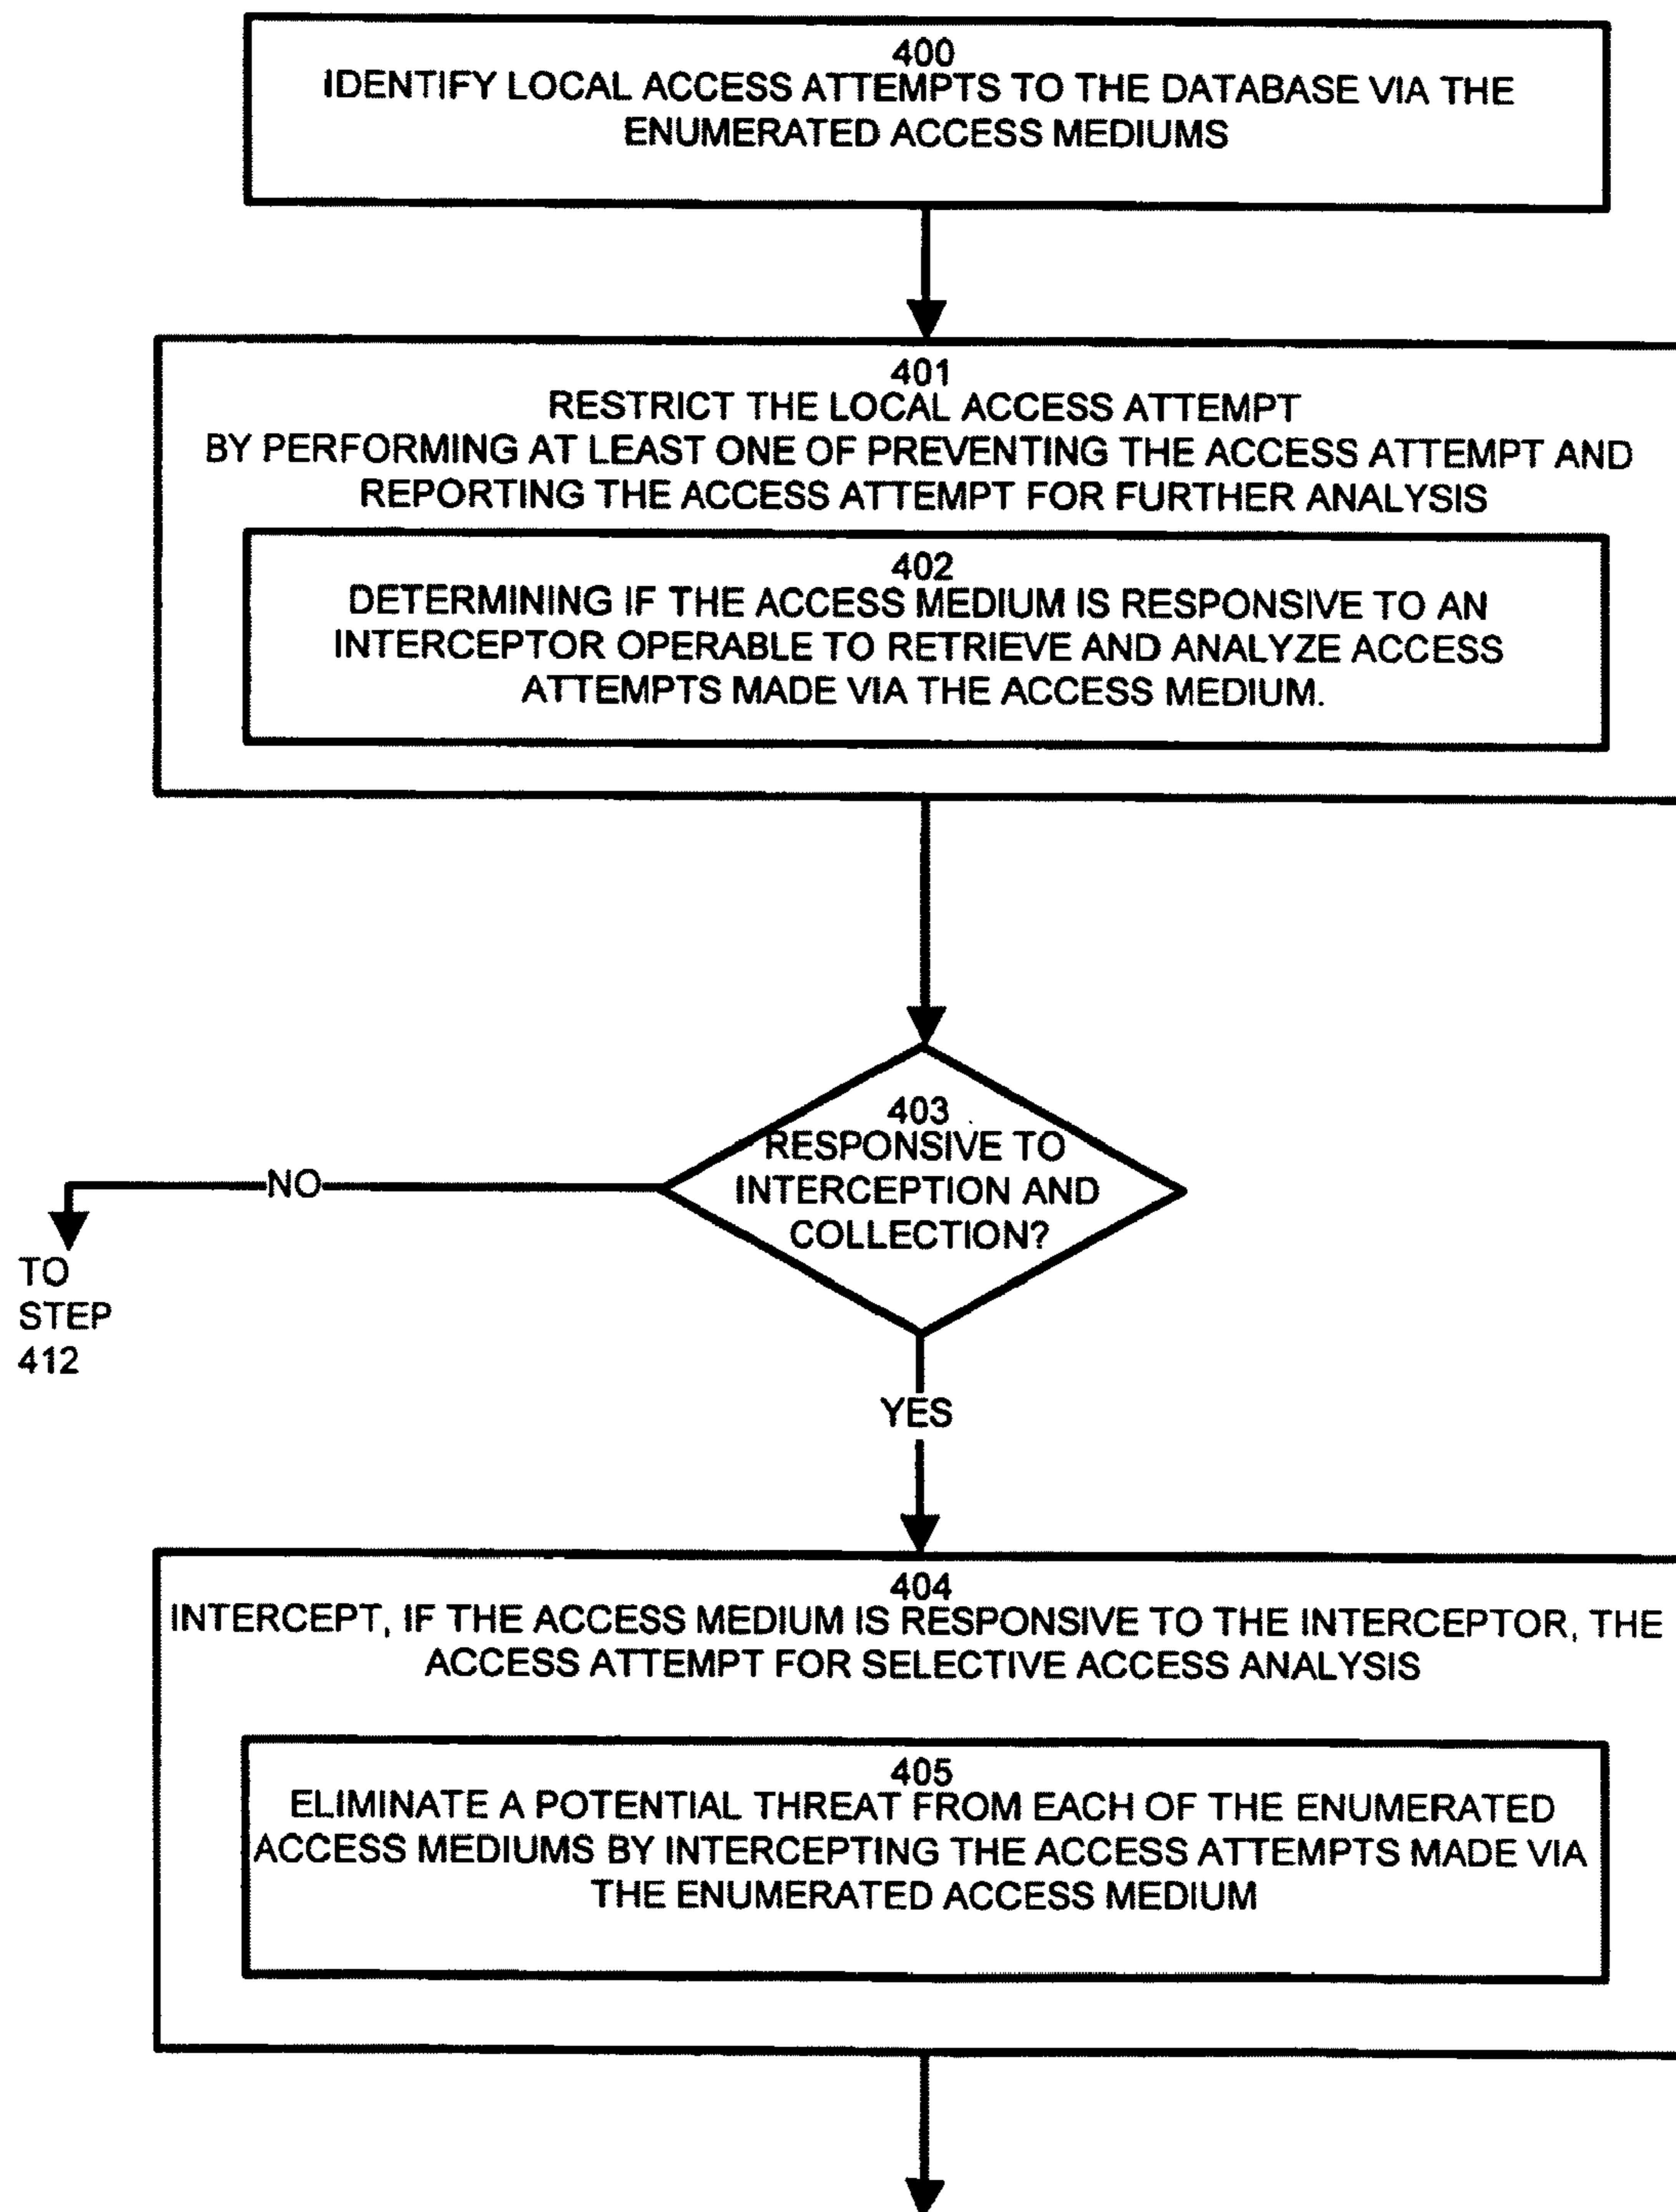 400
IDENTIFY LOCAL ACCESS ATTEMPTS TO THE DATABASE VIA THE
ENUMERATED ACCESS MEDIUMS
401
RESTRICT THE LOCAL ACCESS ATTEMPT
BY PERFORMING AT LEAST ONE OF PREVENTING THE ACCESS ATTEMPT AND
REPORTING THE ACCESS ATTEMPT FOR FURTHER ANALYSIS
402
DETERMINING IF THE ACCESS MEDIUM IS RESPONSIVE TO AN
INTERCEPTOR OPERABLE TO RETRIEVE AND ANALYZE ACCESS
ATTEMPTS MADE VIA THE ACCESS MEDIUM.
403
RESPONSIVE TO
INTERCEPTION AND
COLLECTION?
NO
TO
STEP
412
YES
404
INTERCEPT, IF THE ACCESS MEDIUM IS RESPONSIVE TO THE INTERCEPTOR, THE
ACCESS ATTEMPT FOR SELECTIVE ACCESS ANALYSIS
405
ELIMINATE A POTENTIAL THREAT FROM EACH OF THE ENUMERATED
ACCESS MEDIUMS BY INTERCEPTING THE ACCESS ATTEMPTS MADE VIA
THE ENUMERATED ACCESS MEDIUM